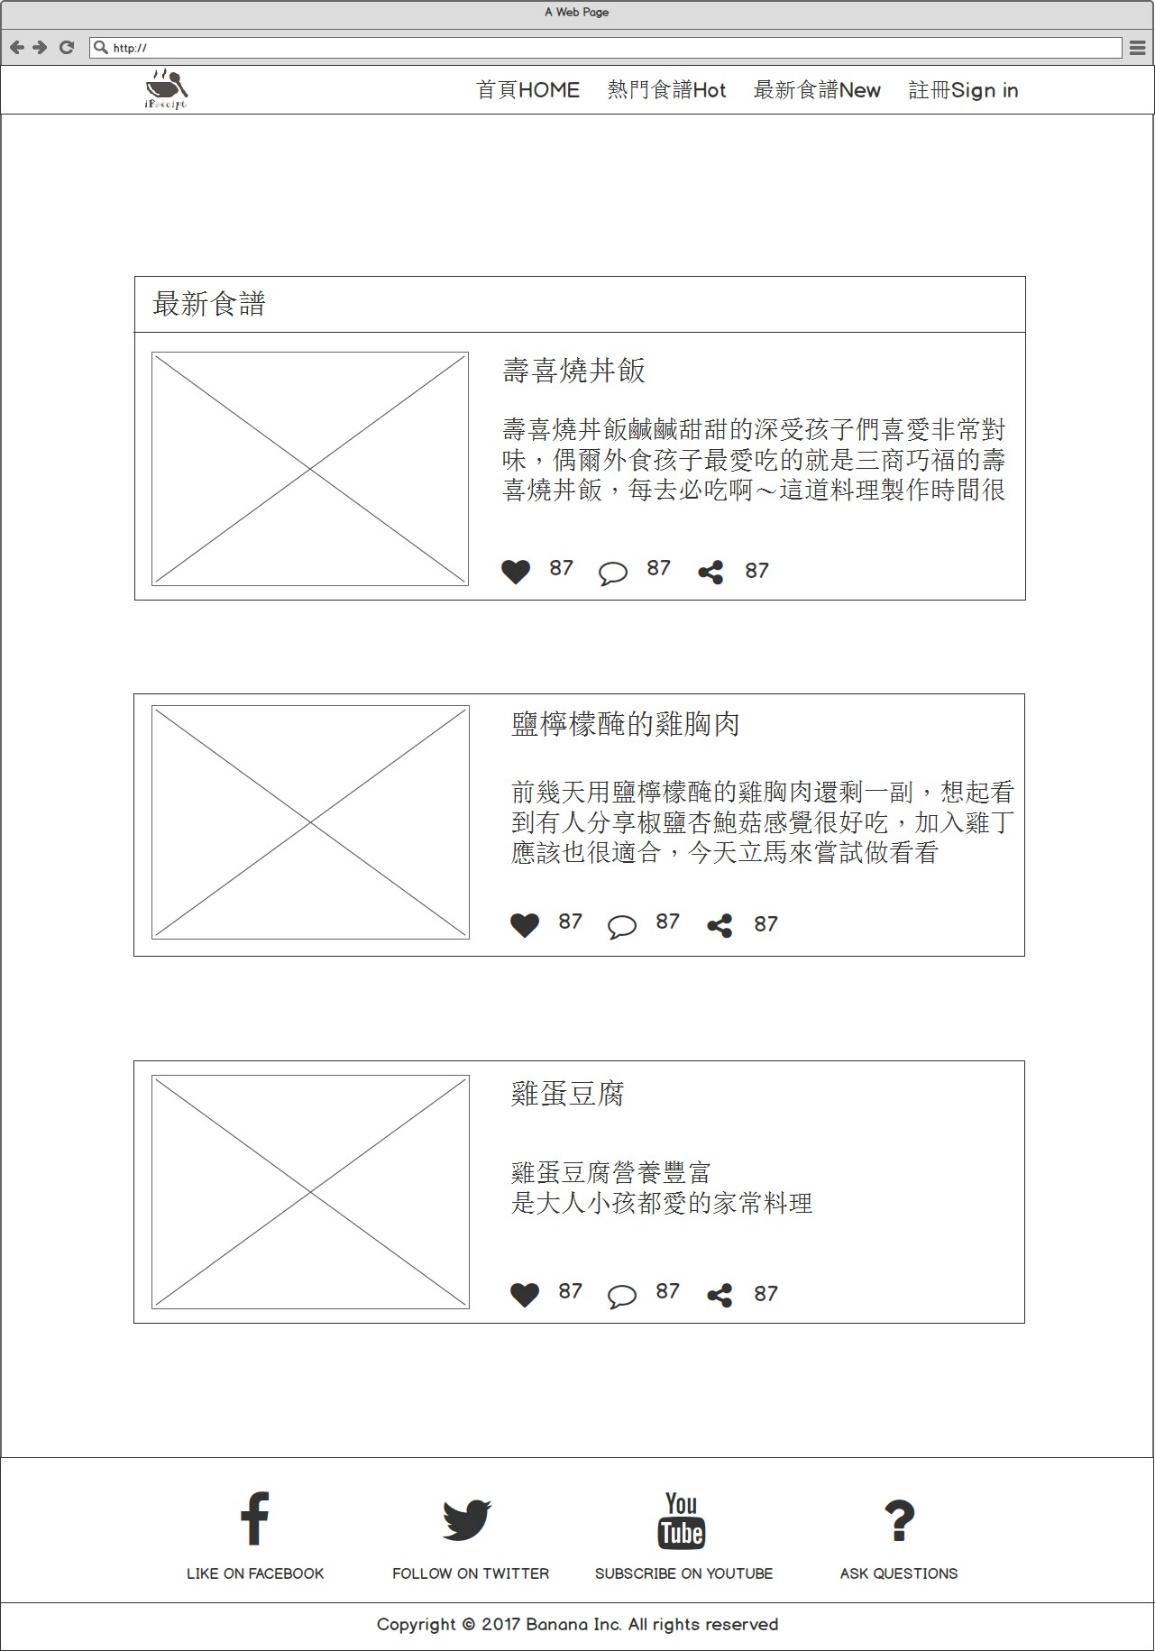 A Web Page
http://
iReceipt
首頁HOME 熱門食譜Hot 最新食譜New 註冊Sign in
最新食譜
壽喜燒丼飯
壽喜燒丼飯鹹鹹甜甜的深受孩子們喜愛非常對
味，偶爾外食孩子最愛吃的就是三商巧福的壽
喜燒丼飯，每去必吃啊～這道料理製作時間很
87 87 87
鹽檸檬醃的雞胸肉
前幾天用鹽檸檬醃的雞胸肉還剩一副，想起看
到有人分享椒鹽杏鮑菇感覺很好吃，加入雞丁
應該也很適合，今天立馬來嘗試做看看
87 87 87
雞蛋豆腐
雞蛋豆腐營養豐富
是大人小孩都愛的家常料理
87 87 87
You
Tube
LIKE ON FACEBOOK FOLLOW ON TWITTER SUBSCRIBE ON YOUTUBE ASK QUESTIONS
Copyright © 2017 Banana Inc. All rights reserved